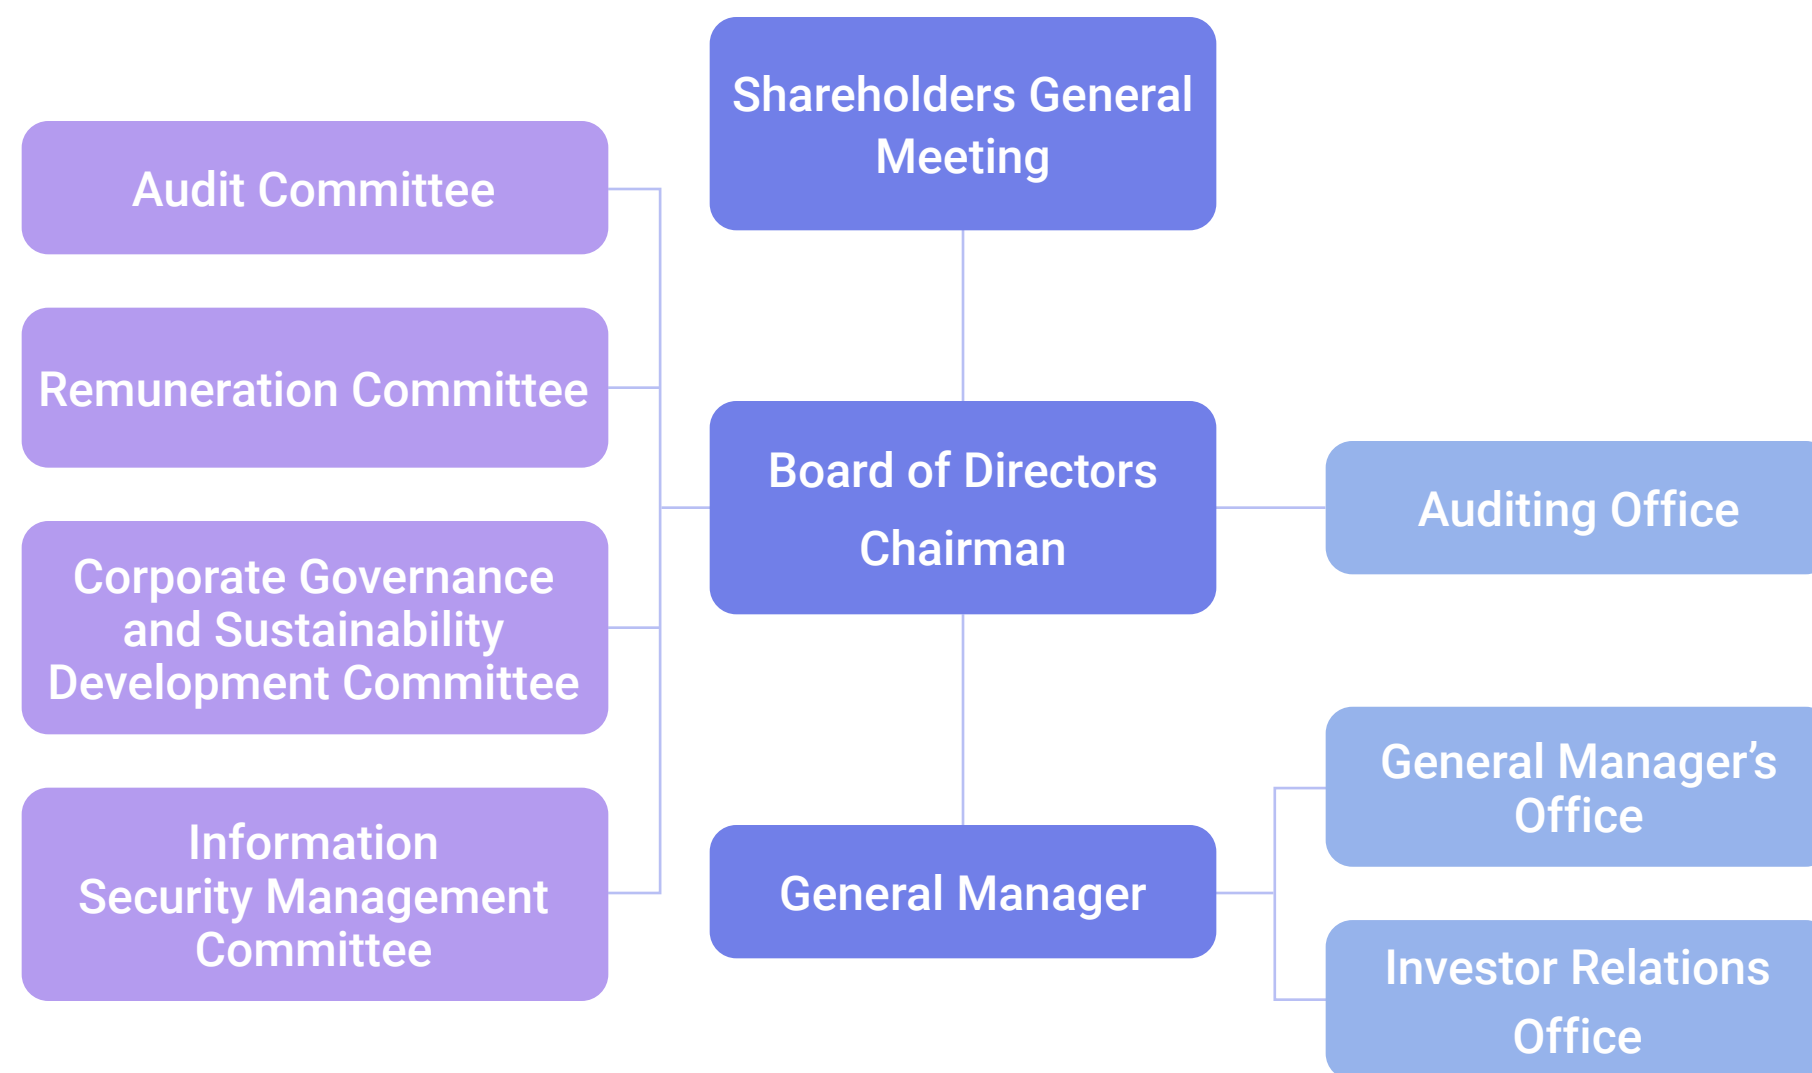 Shareholders General
Meeting
Audit Committee
Remuneration Committee
Corporate Governance
and Sustainability
Development Committee
Information
Security Management
Committee
Board of Directors
Chairman
General Manager
Auditing Office
General Manager’s
Office
Investor Relations
Office